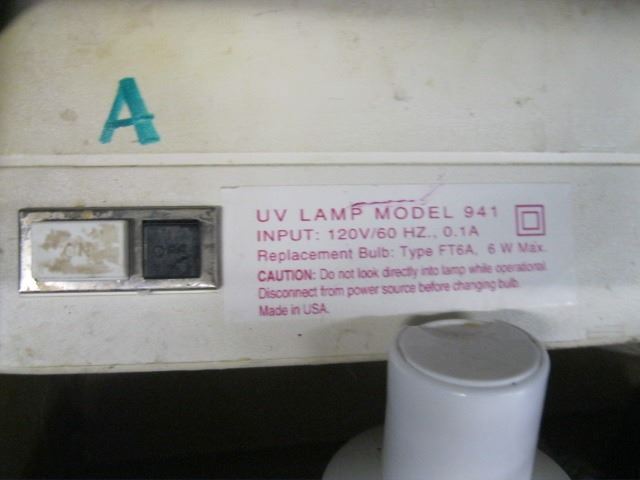 A
UV LAMP MODEL 941
INPUT: 120V/60 HZ., 0.1A
Replacement Bulb: Type FT6A, 6 W Max.
CAUTION: Do not look directly into lamp while operational.
Disconnect from power source before changing bulb.
Made in USA.
OFF